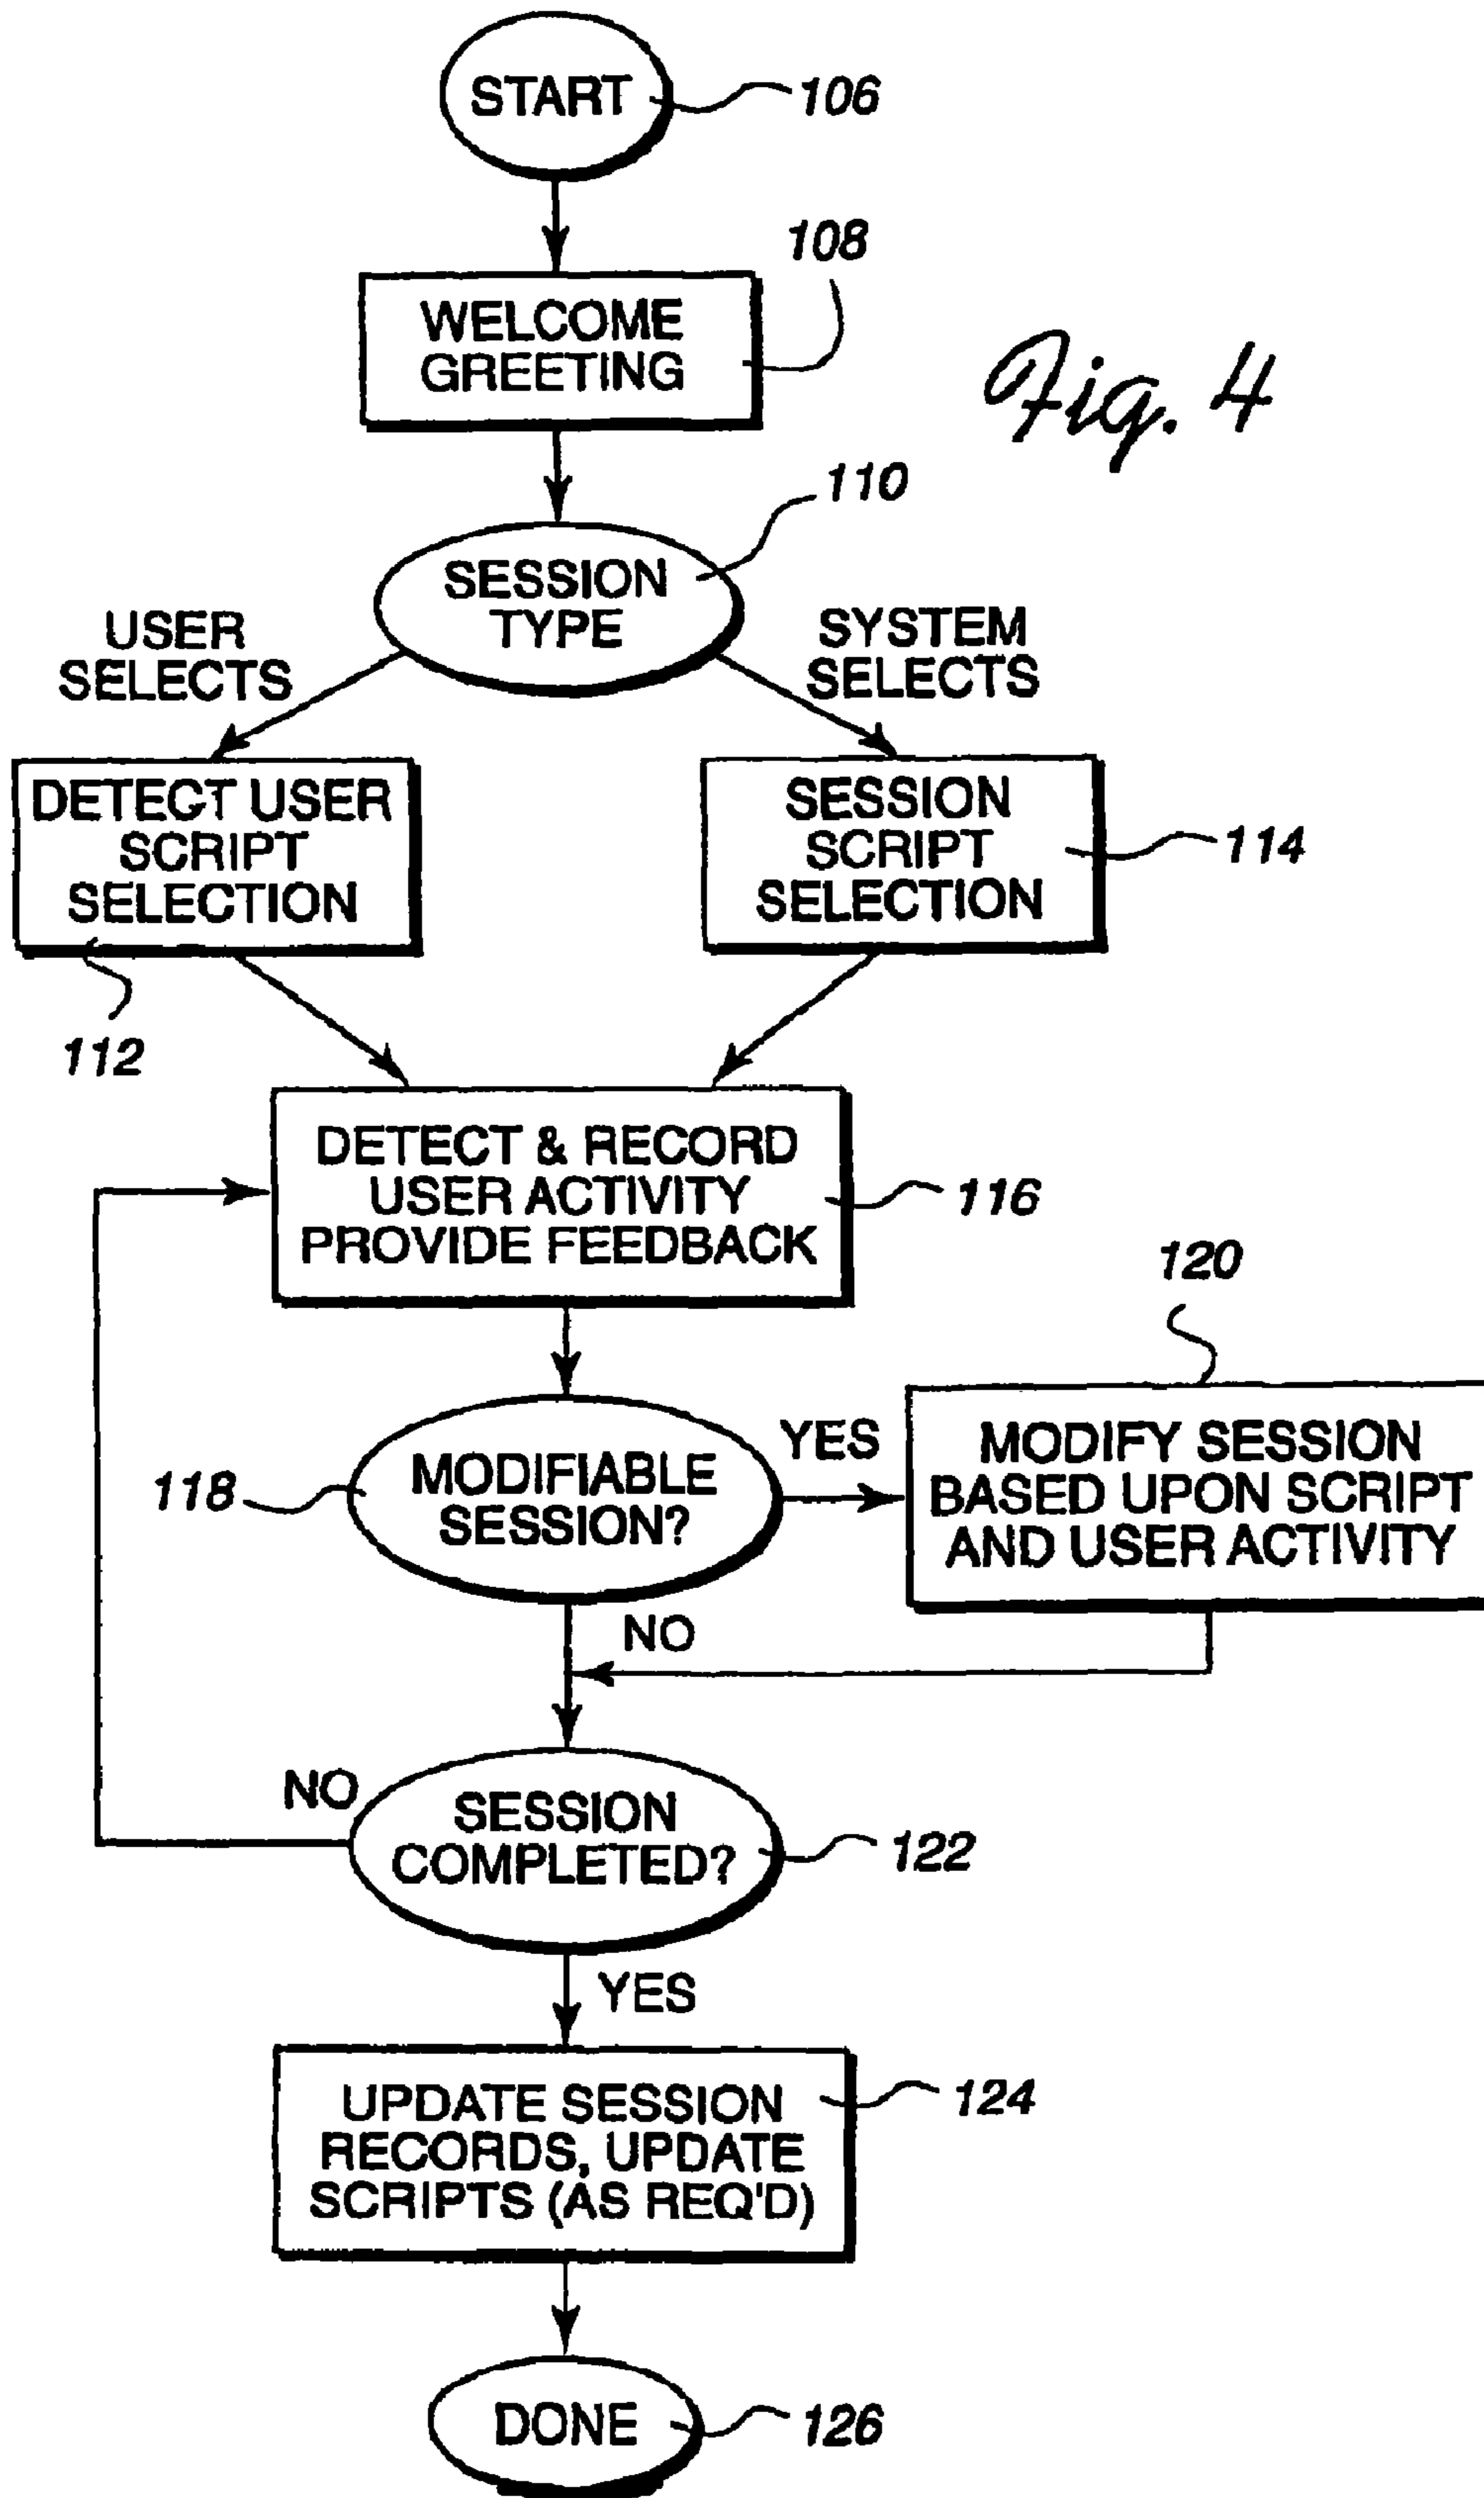 START
106
108
WELCOME
GREETING
Fig. 4
110
SESSION
TYPE
USER
SELECTS
SYSTEM
SELECTS
DETECT USER
SCRIPT
SELECTION
SESSION
SCRIPT
SELECTION
114
112
DETECT & RECORD
USER ACTIVITY
PROVIDE FEEDBACK
116
120
MODIFIABLE
SESSION?
118
YES
MODIFY SESSION
BASED UPON SCRIPT
AND USER ACTIVITY
NO
NO
SESSION
COMPLETED?
122
YES
UPDATE SESSION
RECORDS, UPDATE
SCRIPTS (AS REQ'D)
124
DONE
126